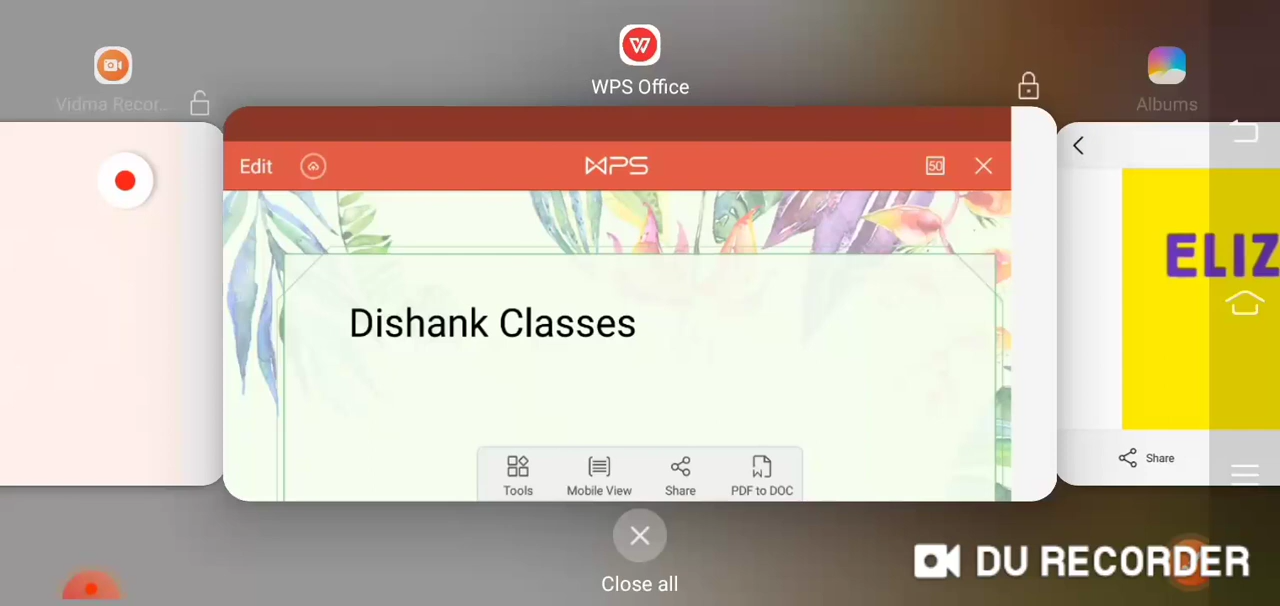 WPS Office
Vidma Recor...
Albums
Edit
WPS
50
ELIZ
Dishank Classes
Share
Tools
Mobile View
Share
PDF to DOC
Close all
DU RECORDER